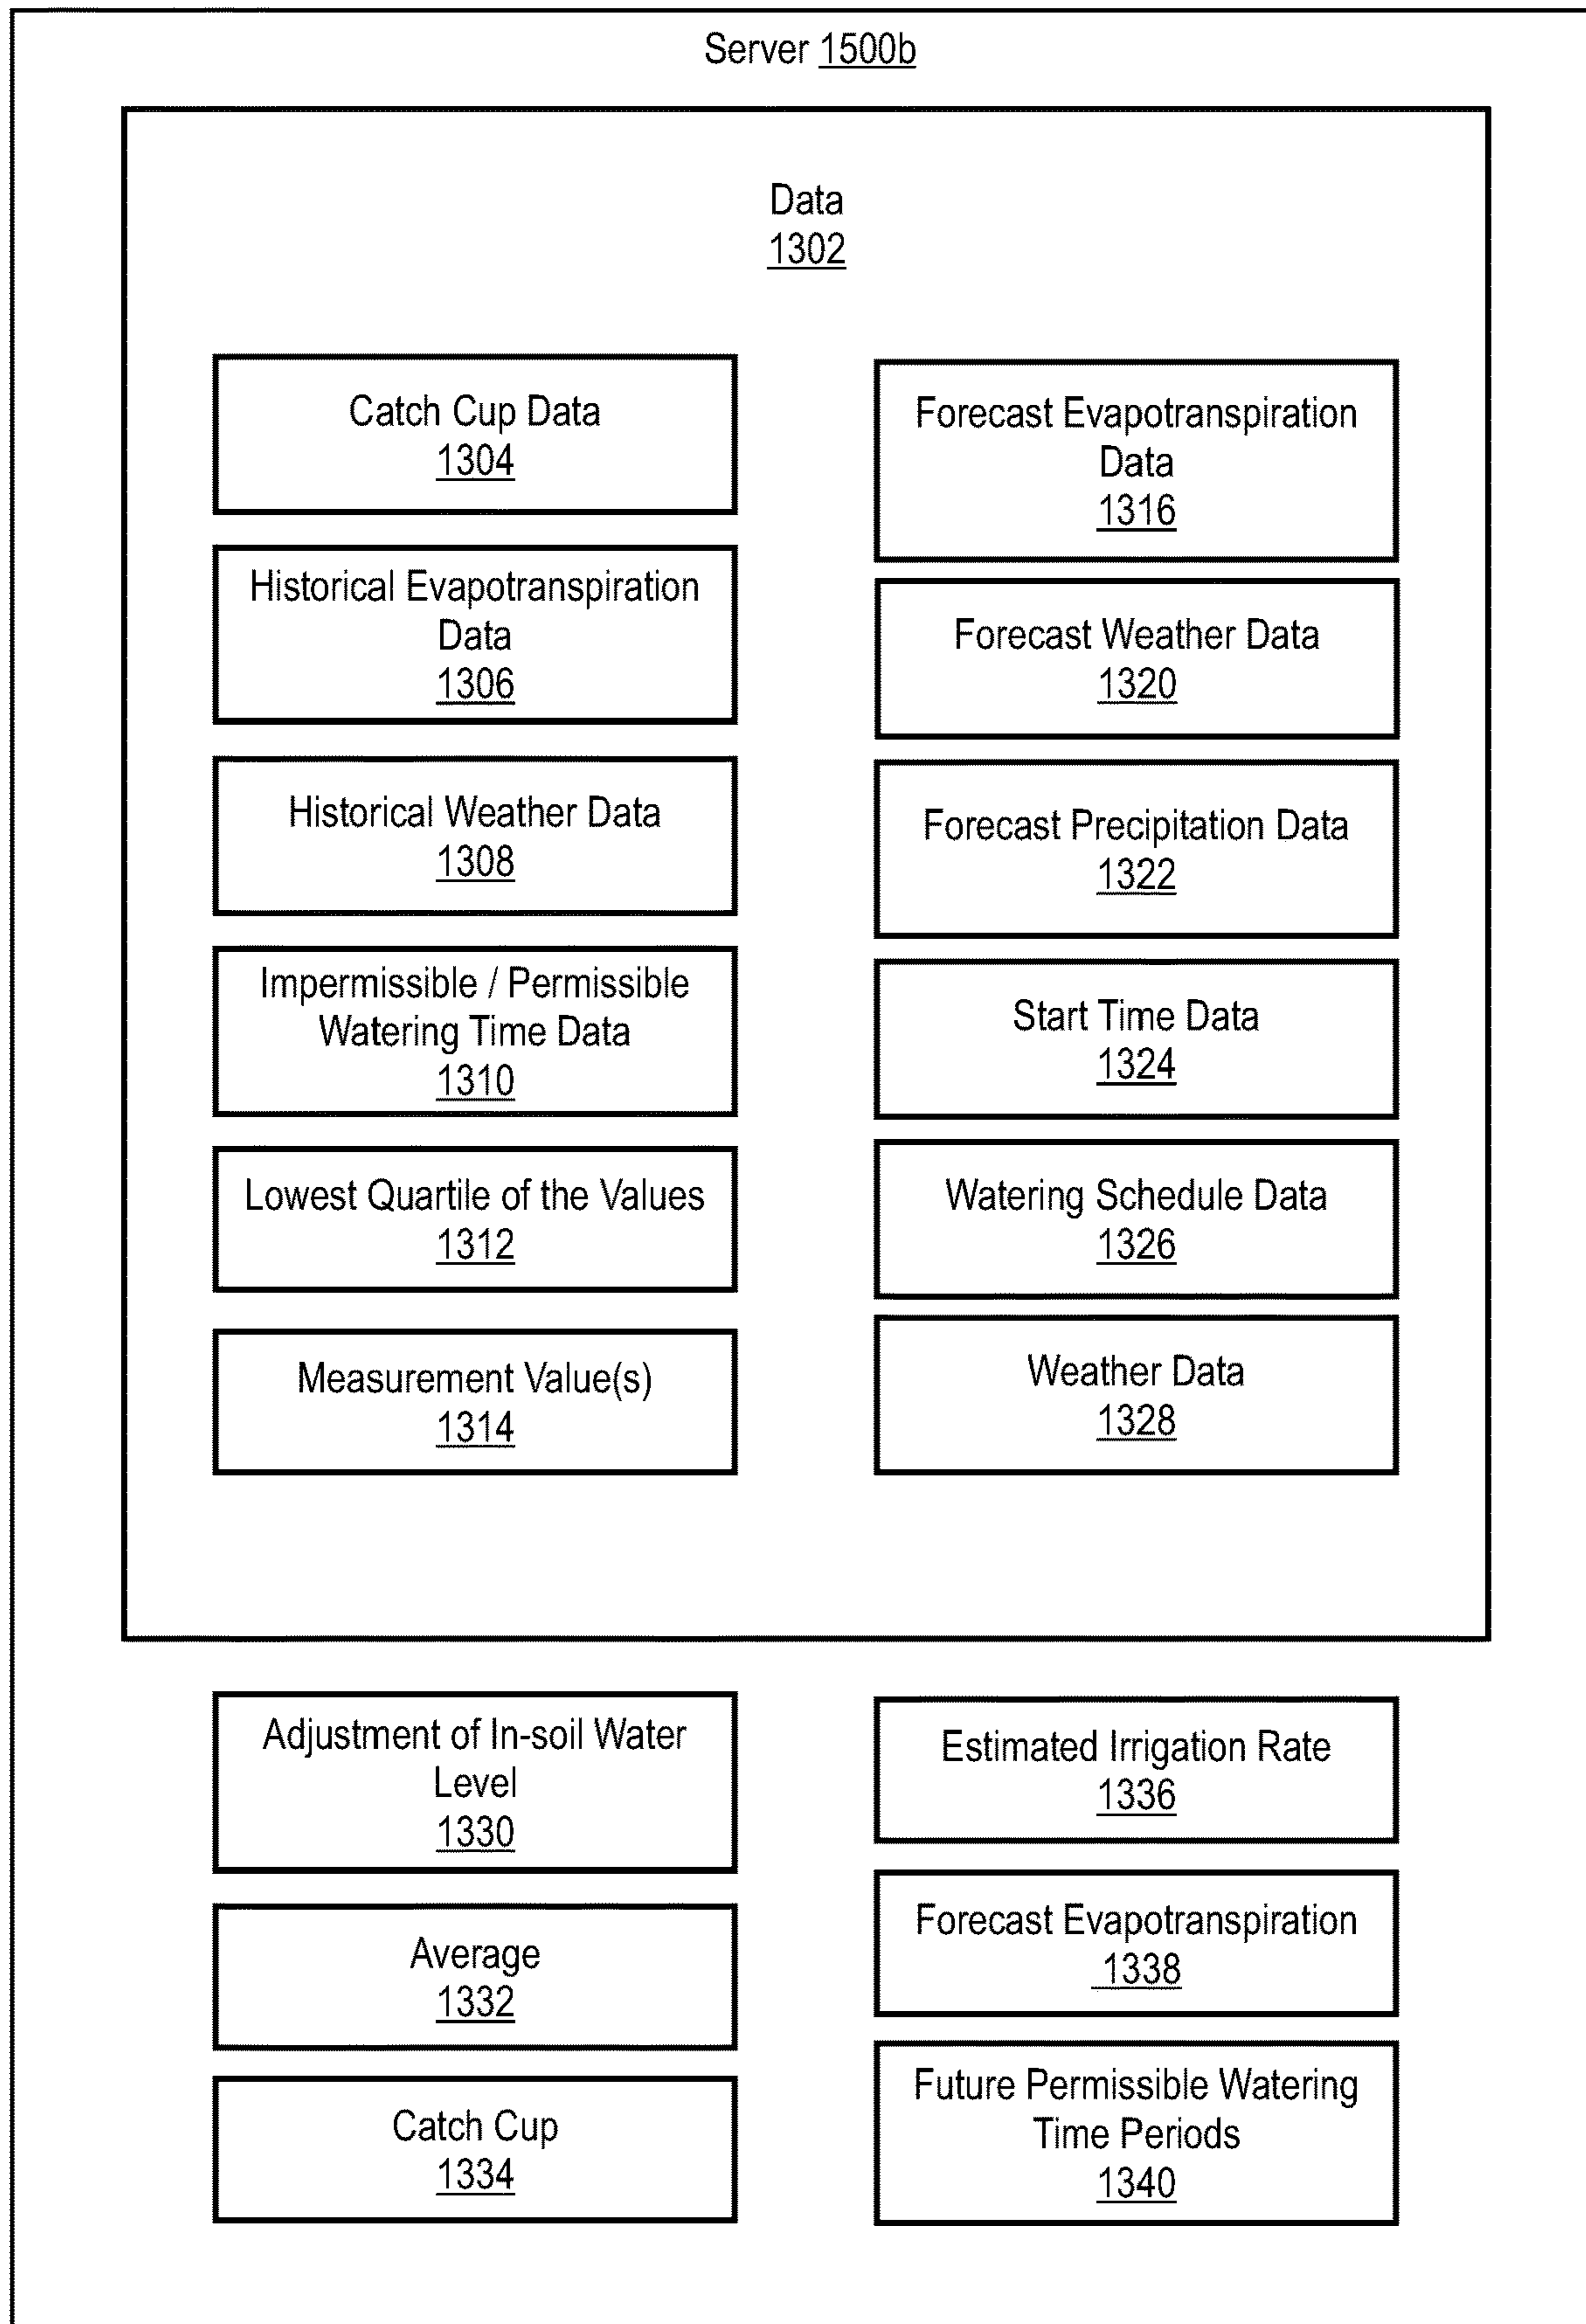 Server 1500b
Data
1302
Catch Cup Data
1304
Historical Evapotranspiration
Data
1306
Historical Weather Data
1308
Impermissible / Permissible
Watering Time Data
1310
Lowest Quartile of the Values
1312
Measurement Value(s)
1314
Forecast Evapotranspiration
Data
1316
Forecast Weather Data
1320
Forecast Precipitation Data
1322
Start Time Data
1324
Watering Schedule Data
1326
Weather Data
1328
Adjustment of In-soil Water
Level
1330
Average
1332
Catch Cup
1334
Estimated Irrigation Rate
1336
Forecast Evapotranspiration
1338
Future Permissible Watering
Time Periods
1340